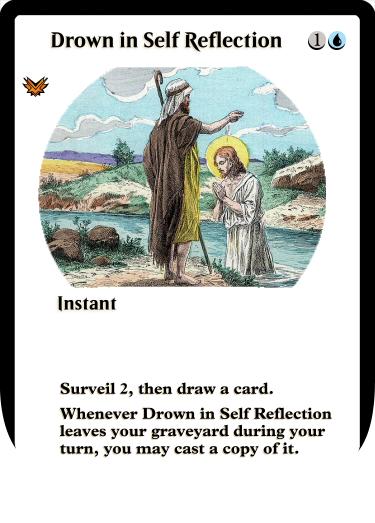 Drown in Self Reflection 1
Instant
Surveil 2, then draw a card.
Whenever Drown in Self Reflection
leaves your graveyard during your
turn, you may cast a copy of it.